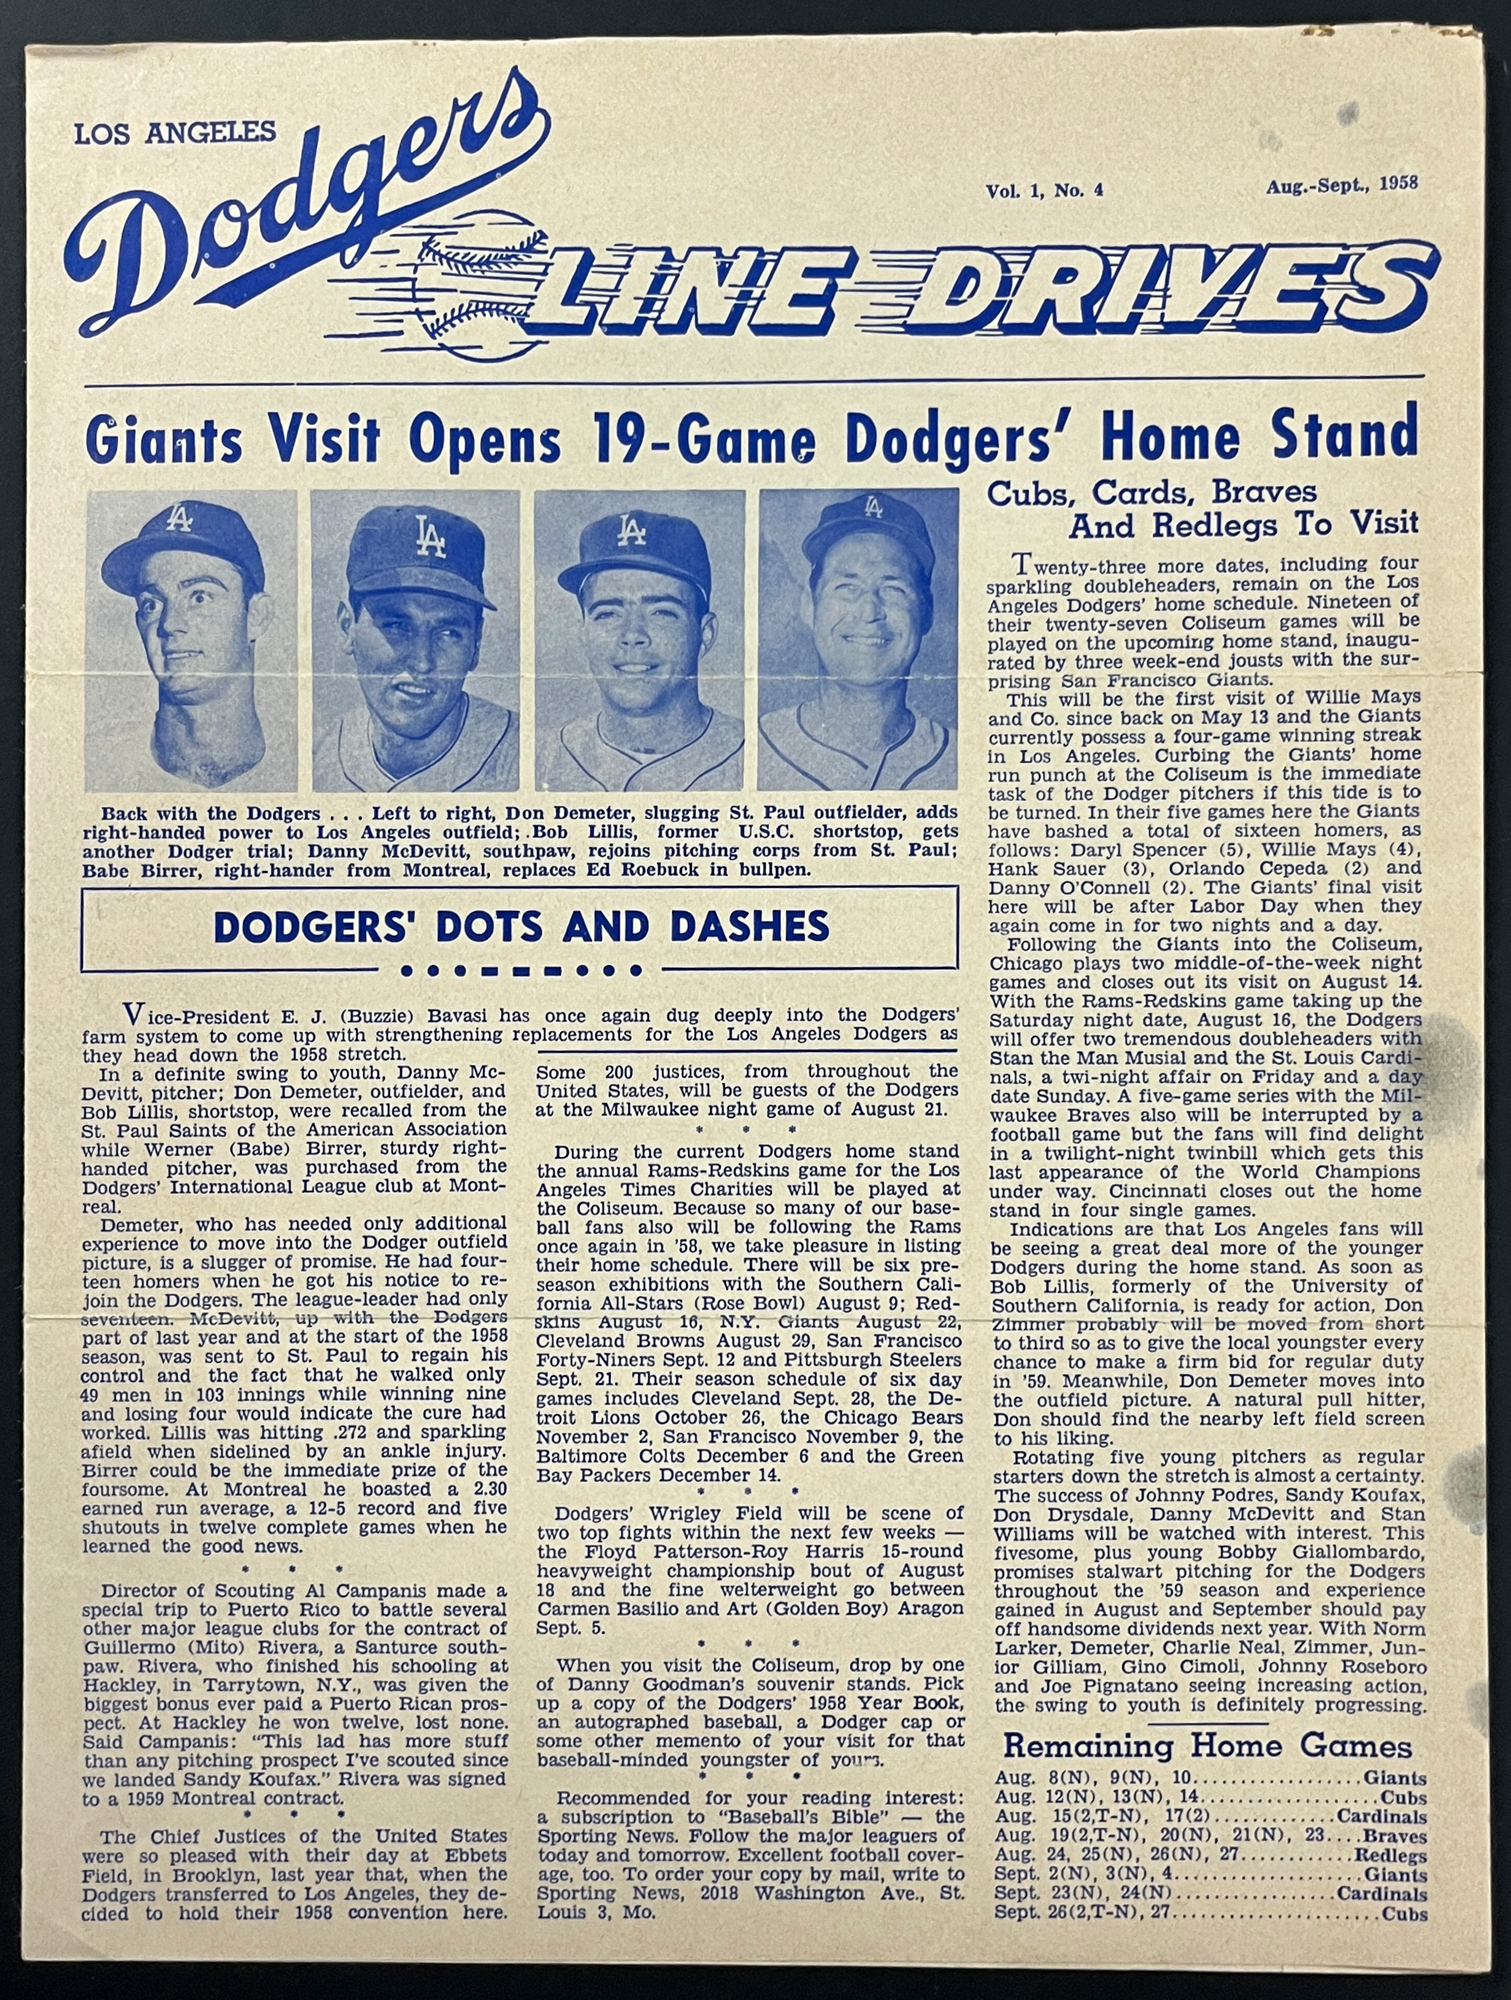 LOS ANGELES
Dodgers
Vol. 1, No. 4
Aug.-Sept., 1958
LINE DRIVES
Giants Visit Opens 19-Game Dodgers' Home Stand
A
LA
LA
A
Back with the Dodgers . . . Left to right, Don Demeter, slugging St. Paul outfielder, adds
right-handed power to Los Angeles outfield; .Bob Lillis, former U.S.C. shortstop, gets
another Dodger trial; Danny McDevitt, southpaw, rejoins pitching corps from St. Paul;
Babe Birrer, right-hander from Montreal, replaces Ed Roebuck in bullpen.
DODGERS' DOTS AND DASHES
Vice-President E. J. (Buzzie) Bavasi has once again dug deeply into the Dodgers'
farm system to come up with strengthening replacements for the Los Angeles Dodgers as
they head down the 1958 stretch.
In a definite swing to youth, Danny Mc-
Devitt, pitcher; Don Demeter, outfielder, and
Bob Lillis, shortstop, were recalled from the
St. Paul Saints of the American Association
while Werner (Babe) Birrer, sturdy right-
handed pitcher, was purchased from the
Dodgers' International League club at Mont-
real.
Demeter, who has needed only additional
experience to move into the Dodger outfield
picture, is a slugger of promise. He had four-
teen homers when he got his notice to re-
join the Dodgers. The league-leader had only
seventeen. McDevitt, up with the Dodgers
part of last year and at the start of the 1958
season, was sent to St. Paul to regain his
control and the fact that he walked only
49 men in 103 innings while winning nine
and losing four would indicate the cure had
worked. Lillis was hitting .272 and sparkling
afield when sidelined by an ankle injury.
Birrer could be the immediate prize of the
foursome. At Montreal he boasted a 2.30
earned run average, a 12-5 record and five
shutouts in twelve complete games when he
learned the good news.
* * *
Director of Scouting Al Campanis made a
special trip to Puerto Rico to battle several
other major league clubs for the contract of
Guillermo (Mito) Rivera, a Santurce south-
paw. Rivera, who finished his schooling at
Hackley, in Tarrytown, N.Y., was given the
biggest bonus ever paid a Puerto Rican pros-
pect. At Hackley he won twelve, lost none.
Said Campanis: "This lad has more stuff
than any pitching prospect I've scouted since
we landed Sandy Koufax." Rivera was signed
to a 1959 Montreal contract.
* * *
The Chief Justices of the United States
were so pleased with their day at Ebbets
Field, in Brooklyn, last year that, when the
Dodgers transferred to Los Angeles, they de-
cided to hold their 1958 convention here.
Some 200 justices, from throughout the
United States, will be guests of the Dodgers
at the Milwaukee night game of August 21.
* * *
During the current Dodgers home stand
the annual Rams-Redskins game for the Los
Angeles Times Charities will be played at
the Coliseum. Because so many of our base-
ball fans also will be following the Rams
once again in '58, we take pleasure in listing
their home schedule. There will be six pre-
season exhibitions with the Southern Cali-
fornia All-Stars (Rose Bowl) August 9; Red-
skins August 16, N.Y. Giants August 22,
Cleveland Browns August 29, San Francisco
Forty-Niners Sept. 12 and Pittsburgh Steelers
Sept. 21. Their season schedule of six day
games includes Cleveland Sept. 28, the De-
troit Lions October 26, the Chicago Bears
November 2, San Francisco November 9, the
Baltimore Colts December 6 and the Green
Bay Packers December 14.
* * *
Dodgers' Wrigley Field will be scene of
two top fights within the next few weeks —
the Floyd Patterson-Roy Harris 15-round
heavyweight championship bout of August
18 and the fine welterweight go between
Carmen Basilio and Art (Golden Boy) Aragon
Sept. 5.
* * *
When you visit the Coliseum, drop by one
of Danny Goodman's souvenir stands. Pick
up a copy of the Dodgers' 1958 Year Book,
an autographed baseball, a Dodger cap or
some other memento of your visit for that
baseball-minded youngster of yours.
* * *
Recommended for your reading interest:
a subscription to "Baseball's Bible" — the
Sporting News. Follow the major leaguers of
today and tomorrow. Excellent football cover-
age, too. To order your copy by mail, write to
Sporting News, 2018 Washington Ave., St.
Louis 3, Mo.
Cubs, Cards, Braves
And Redlegs To Visit
Twenty-three more dates, including four
sparkling doubleheaders, remain on the Los
Angeles Dodgers' home schedule. Nineteen of
their twenty-seven Coliseum games will be
played on the upcoming home stand, inaugu-
rated by three week-end jousts with the sur-
prising San Francisco Giants.
This will be the first visit of Willie Mays
and Co. since back on May 13 and the Giants
currently possess a four-game winning streak
in Los Angeles. Curbing the Giants' home
run punch at the Coliseum is the immediate
task of the Dodger pitchers if this tide is to
be turned. In their five games here the Giants
have bashed a total of sixteen homers, as
follows: Daryl Spencer (5), Willie Mays (4),
Hank Sauer (3), Orlando Cepeda (2) and
Danny O'Connell (2). The Giants' final visit
here will be after Labor Day when they
again come in for two nights and a day.
Following the Giants into the Coliseum,
Chicago plays two middle-of-the-week night
games and closes out its visit on August 14.
With the Rams-Redskins game taking up the
Saturday night date, August 16, the Dodgers
will offer two tremendous doubleheaders with
Stan the Man Musial and the St. Louis Cardi-
nals, a twi-night affair on Friday and a day
date Sunday. A five-game series with the Mil-
waukee Braves also will be interrupted by a
football game but the fans will find delight
in a twilight-night twinbill which gets this
last appearance of the World Champions
under way. Cincinnati closes out the home
stand in four single games.
Indications are that Los Angeles fans will
be seeing a great deal more of the younger
Dodgers during the home stand. As soon as
Bob Lillis, formerly of the University of
Southern California, is ready for action, Don
Zimmer probably will be moved from short
to third so as to give the local youngster every
chance to make a firm bid for regular duty
in '59. Meanwhile, Don Demeter moves into
the outfield picture. A natural pull hitter,
Don should find the nearby left field screen
to his liking.
Rotating five young pitchers as regular
starters down the stretch is almost a certainty.
The success of Johnny Podres, Sandy Koufax,
Don Drysdale, Danny McDevitt and Stan
Williams will be watched with interest. This
fivesome, plus young Bobby Giallombardo,
promises stalwart pitching for the Dodgers
throughout the '59 season and experience
gained in August and September should pay
off handsome dividends next year. With Norm
Larker, Demeter, Charlie Neal, Zimmer, Jun-
ior Gilliam, Gino Cimoli, Johnny Roseboro
and Joe Pignatano seeing increasing action,
the swing to youth is definitely progressing.
Remaining Home Games
Aug. 8(N), 9(N), 10..................Giants
Aug. 12(N), 13(N), 14..................Cubs
Aug. 15(2,T-N), 17(2).............Cardinals
Aug. 19(2,T-N), 20(N), 21(N), 23....Braves
Aug. 24, 25(N), 26(N), 27............Redlegs
Sept. 2(N), 3(N), 4....................Giants
Sept. 23(N), 24(N).................Cardinals
Sept. 26(2,T-N), 27......................Cubs